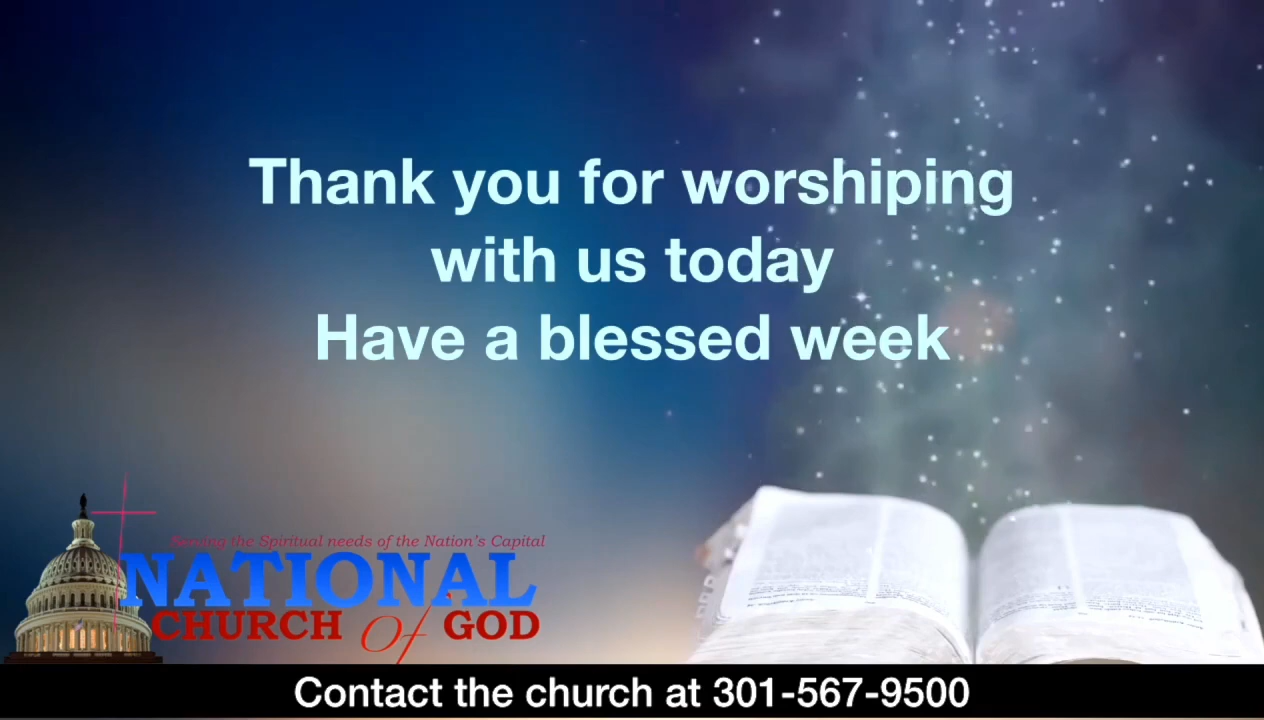 Thank you for worshiping
with us today
Have a blessed week
Serving the Spiritual needs of the Nation's Capital
NATIONAL
CHURCH Of GOD
Contact the church at 301-567-9500